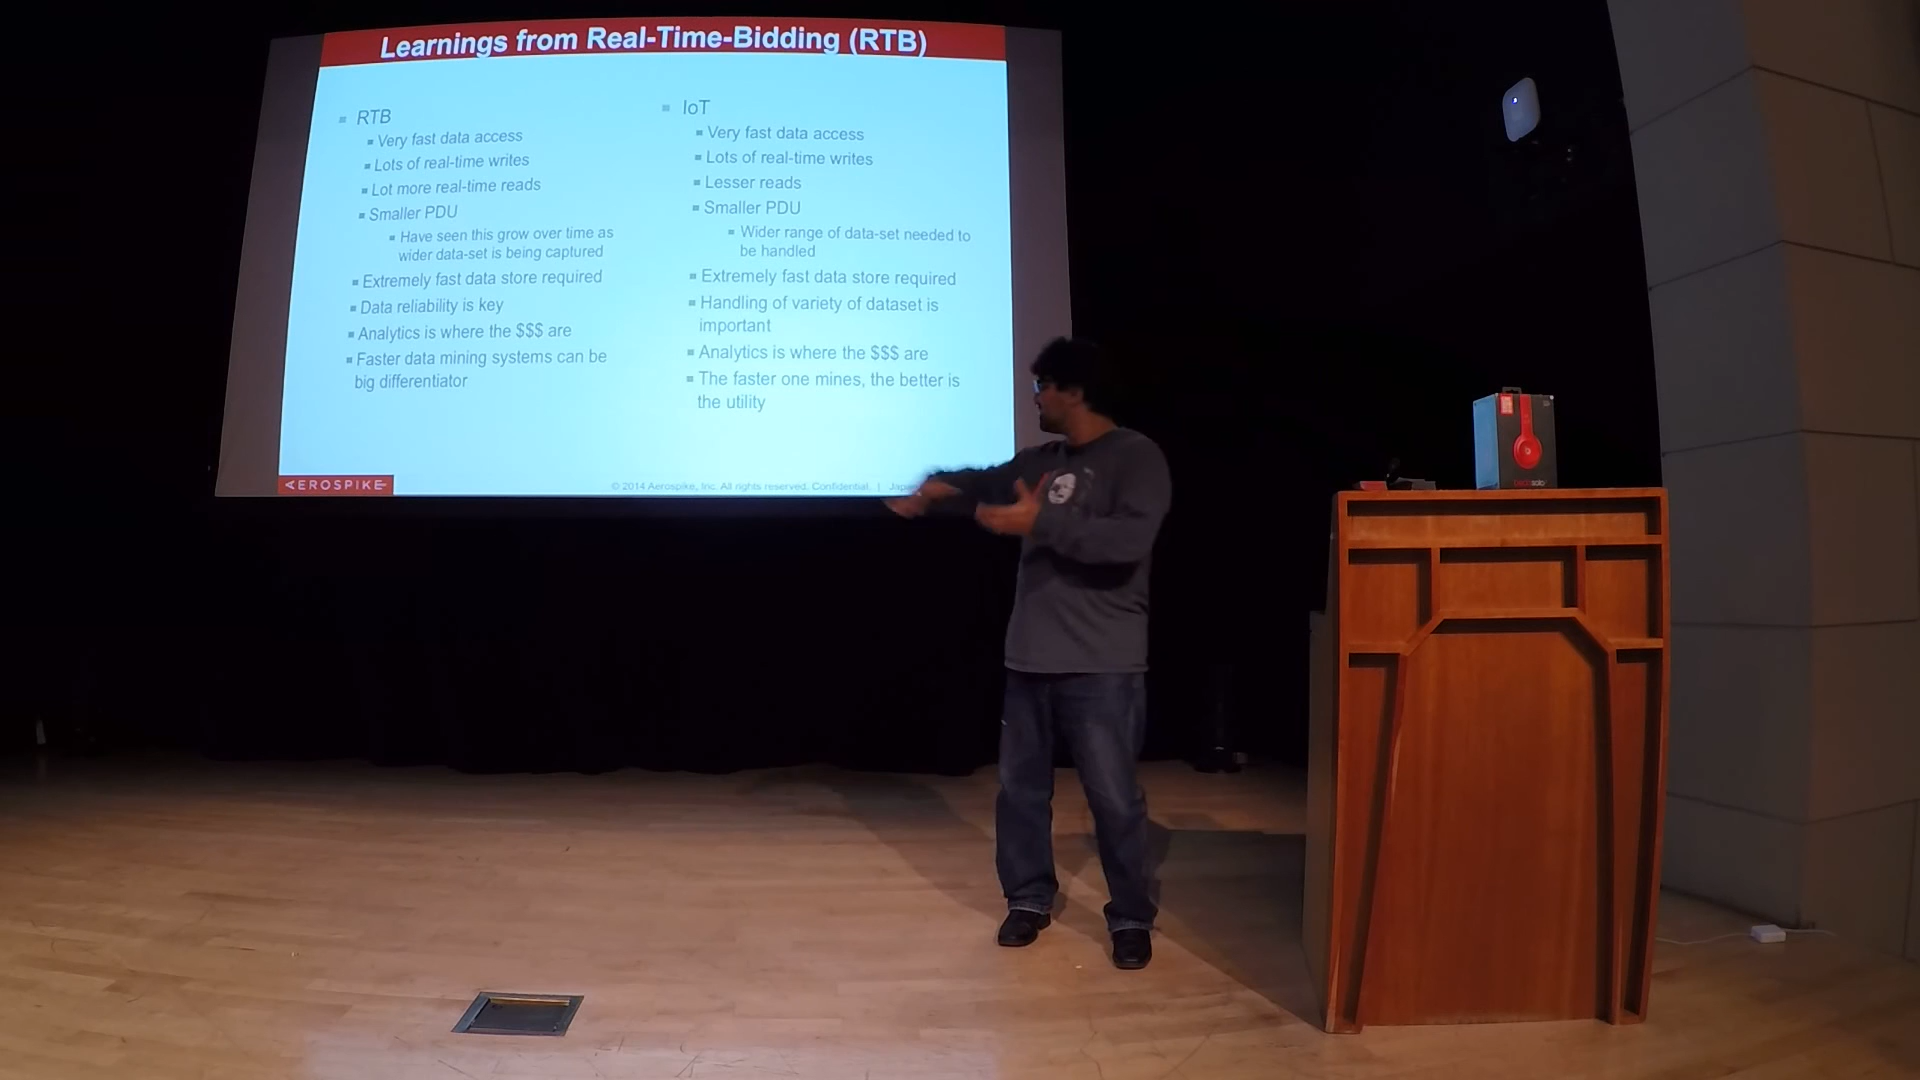 Learnings from Real-Time-Bidding (RTB)
RTB
Very fast data access
Lots of real-time writes
Lot more real-time reads
Smaller PDU
Have seen this grow over time as
wider data-set is being captured
Extremely fast data store required
Data reliability is key
Analytics is where the $$$ are
Faster data mining systems can be
big differentiator
IoT
Very fast data access
Lots of real-time writes
Lesser reads
Smaller PDU
Wider range of data-set needed to
be handled
Extremely fast data store required
Handling of variety of dataset is
important
Analytics is where the $$$ are
The faster one mines, the better is
the utility
AEROSPIKE
© 2014 Aerospike, Inc. All rights reserved. Confidential. |